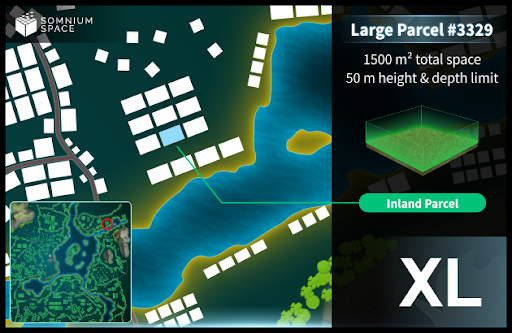 SOMNIUM
SPACE
Large Parcel #3329
1500 m² total space
50 m height & depth limit
Inland Parcel
XL